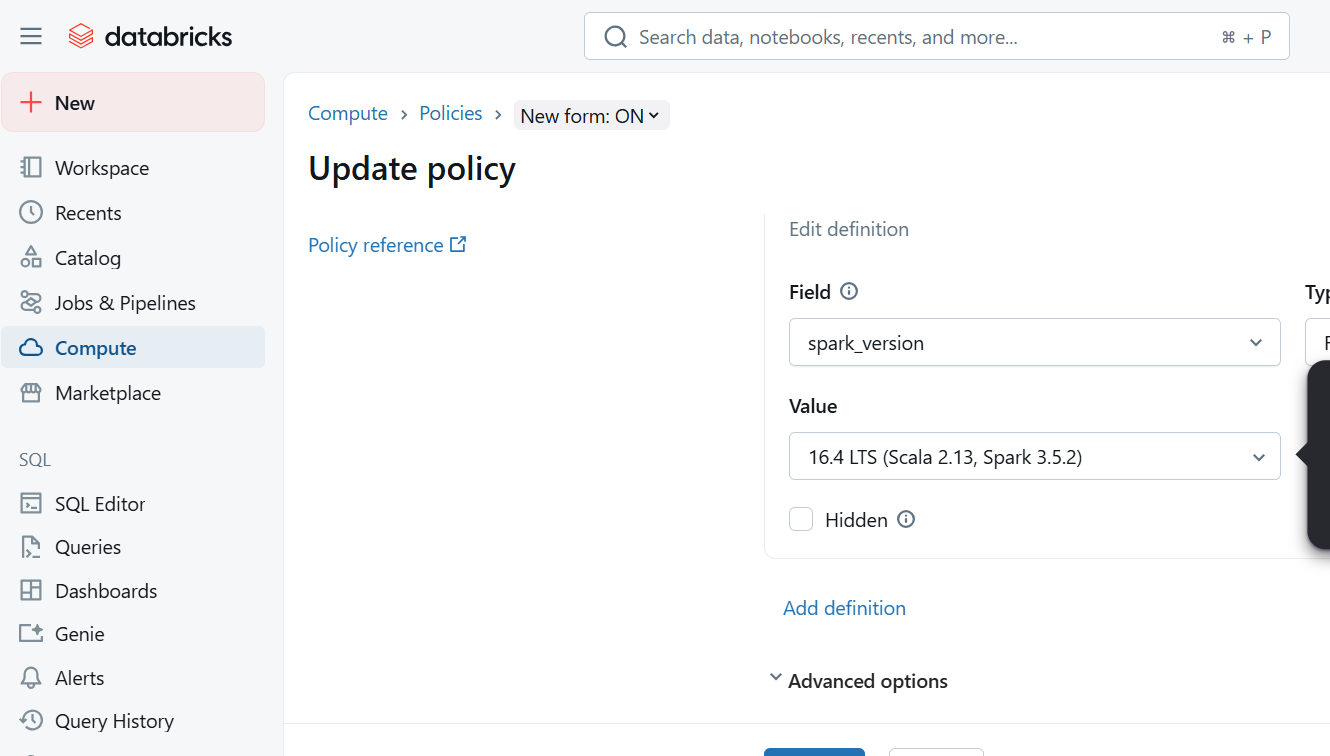 databricks
Search data, notebooks, recents, and more...
⌘ + P
New
Workspace
Recents
Catalog
Jobs & Pipelines
Compute
Marketplace
SQL
SQL Editor
Queries
Dashboards
Genie
Alerts
Query History
Compute > Policies > New form: ON
Update policy
Policy reference
Edit definition
Field
spark_version
Value
16.4 LTS (Scala 2.13, Spark 3.5.2)
Hidden
Add definition
Advanced options